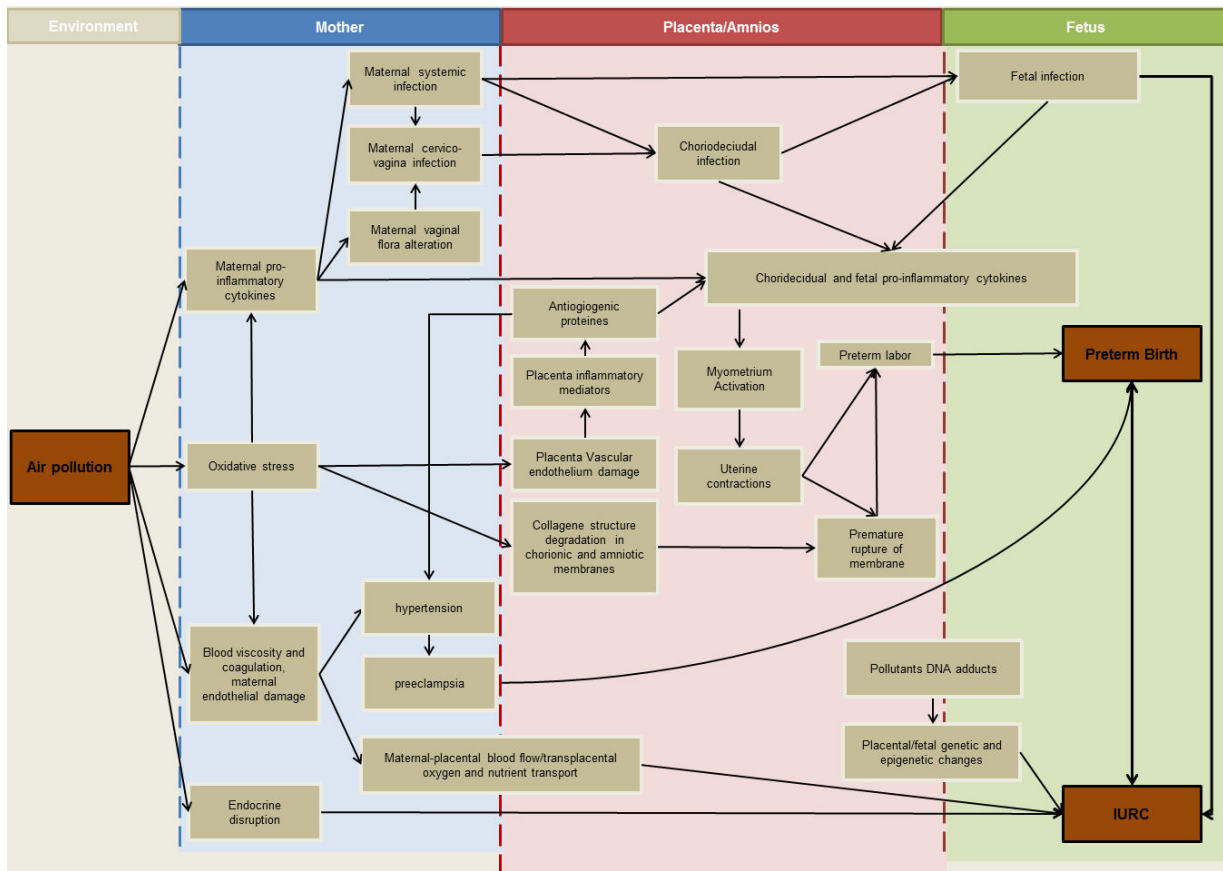 Environment
Mother
Placenta/Amnios
Fetus
Maternal systemic
infection
Fetal infection
Maternal cervico-
vagina infection
Choriodeciudal
infection
Maternal vaginal
flora alteration
Maternal pro-
inflammatory
cytokines
Choridecidual and fetal pro-inflammatory cytokines
Antiogiogenic
proteines
Preterm labor
Preterm Birth
Placenta inflammatory
mediators
Myometrium
Activation
Air pollution
Oxidative stress
Placenta Vascular
endothelium damage
Uterine
contractions
Collagene structure
degradation in
chorionic and amniotic
membranes
Premature
rupture of
membrane
hypertension
Blood viscosity and
coagulation,
maternal
endothelial damage
preeclampsia
Pollutants DNA adducts
Maternal-placental blood flow/transplacental
oxygen and nutrient transport
Placental/fetal genetic and
epigenetic changes
Endocrine
disruption
IURC